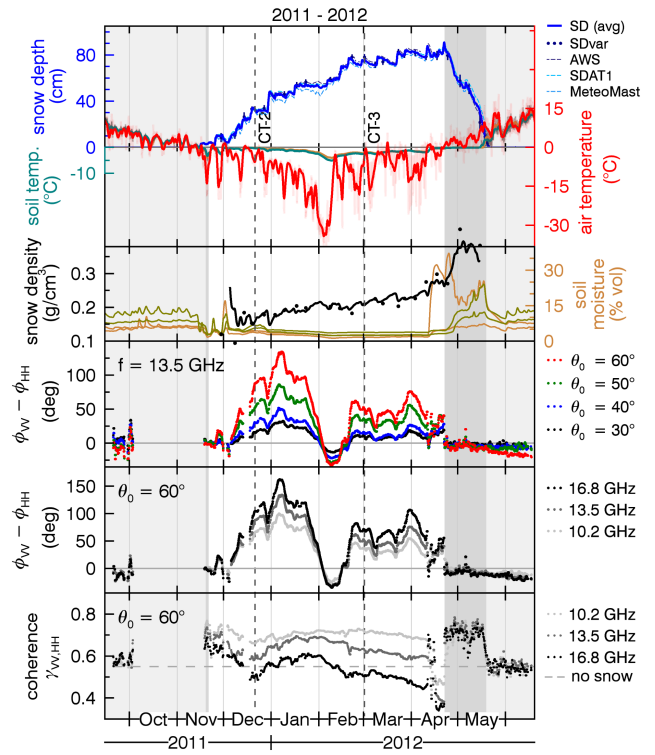 2011 - 2012
snow depth
(cm)
80
40
0
soil temp.
(°C)
-10
SD (avg)
SDvar
AWS
SDAT1
MeteoMast
15
0
-15
-30
air temperature
(°C)
CT-2
CT-3
snow density
(g/cm³)
0.3
0.2
0.1
30
15
0
soil
moisture
(% vol)
f = 13.5 GHz
ϕVV − ϕHH
(deg)
100
50
0
θ₀ = 60°
θ₀ = 50°
θ₀ = 40°
θ₀ = 30°
θ₀ = 60°
ϕVV − ϕHH
(deg)
150
100
50
0
16.8 GHz
13.5 GHz
10.2 GHz
θ₀ = 60°
coherence
γVV,HH
0.8
0.6
0.4
10.2 GHz
13.5 GHz
16.8 GHz
no snow
Oct Nov Dec Jan Feb Mar Apr May
2011 2012